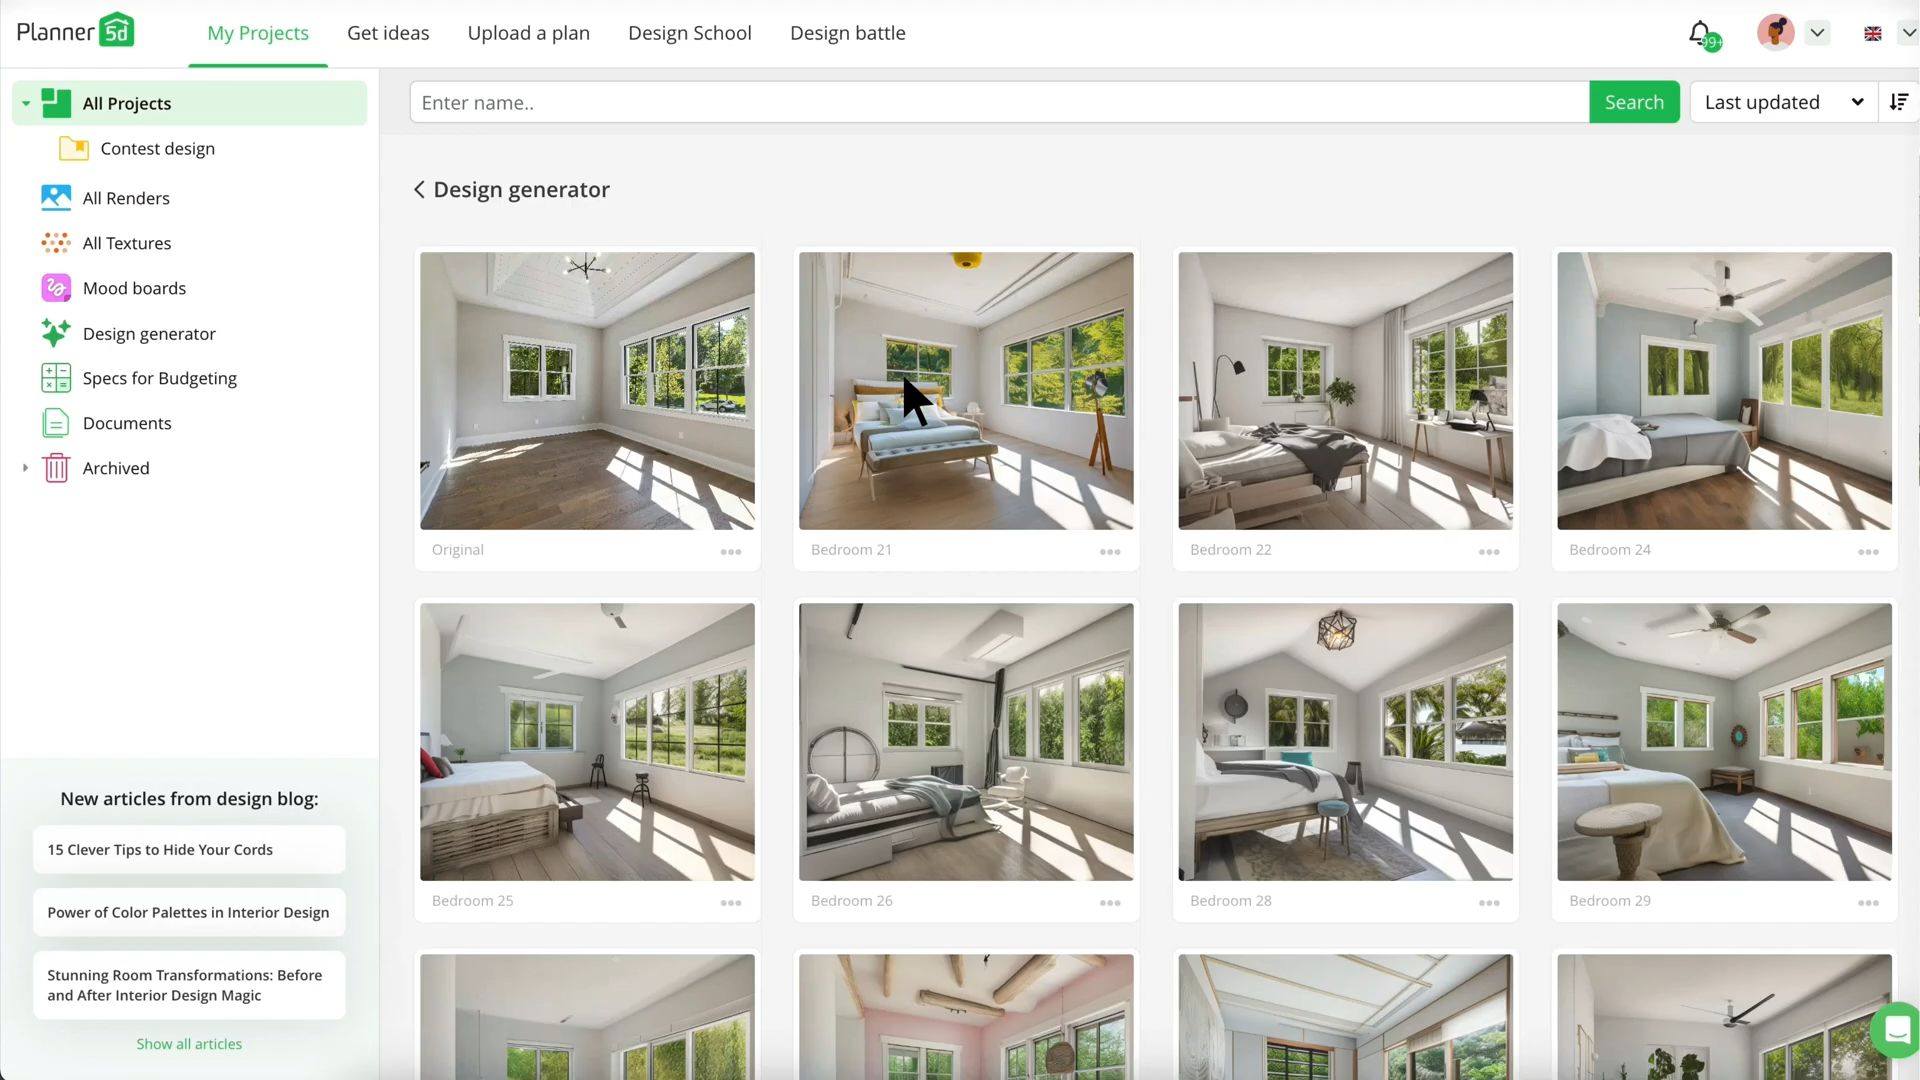 Planner 5d
My Projects
Get ideas
Upload a plan
Design School
Design battle
99+
All Projects
Contest design
All Renders
All Textures
Mood boards
Design generator
Specs for Budgeting
Documents
Archived
New articles from design blog:
15 Clever Tips to Hide Your Cords
Power of Color Palettes in Interior Design
Stunning Room Transformations: Before
and After Interior Design Magic
Show all articles
Enter name..
Search
Last updated
Design generator
Original
Bedroom 21
Bedroom 22
Bedroom 24
Bedroom 25
Bedroom 26
Bedroom 28
Bedroom 29